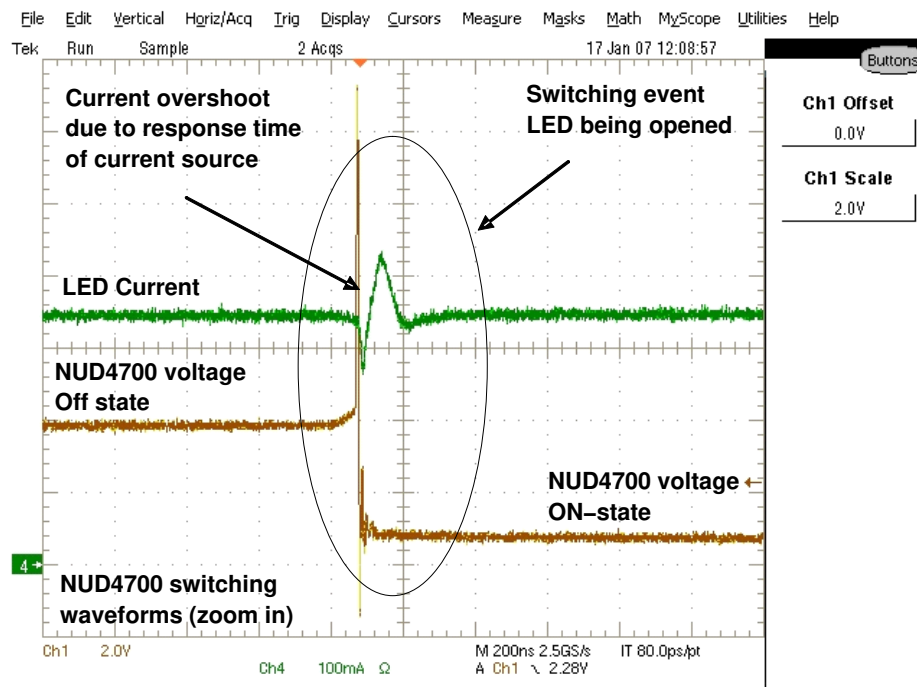 File Edit Vertical Horiz/Acq Trig Display Cursors Measure Masks Math MyScope Utilities Help
Tek Run Sample 2 Acqs 17 Jan 07 12:08:57
Buttons
Current overshoot
due to response time
of current source
Switching event
LED being opened
Ch1 Offset
0.0V
Ch1 Scale
2.0V
LED Current
NUD4700 voltage
Off state
NUD4700 voltage
ON−state
4
NUD4700 switching
waveforms (zoom in)
Ch1 2.0V M 200ns 2.5GS/s IT 80.0ps/pt
Ch4 100mA Ω A Ch1 ∖ 2.28V